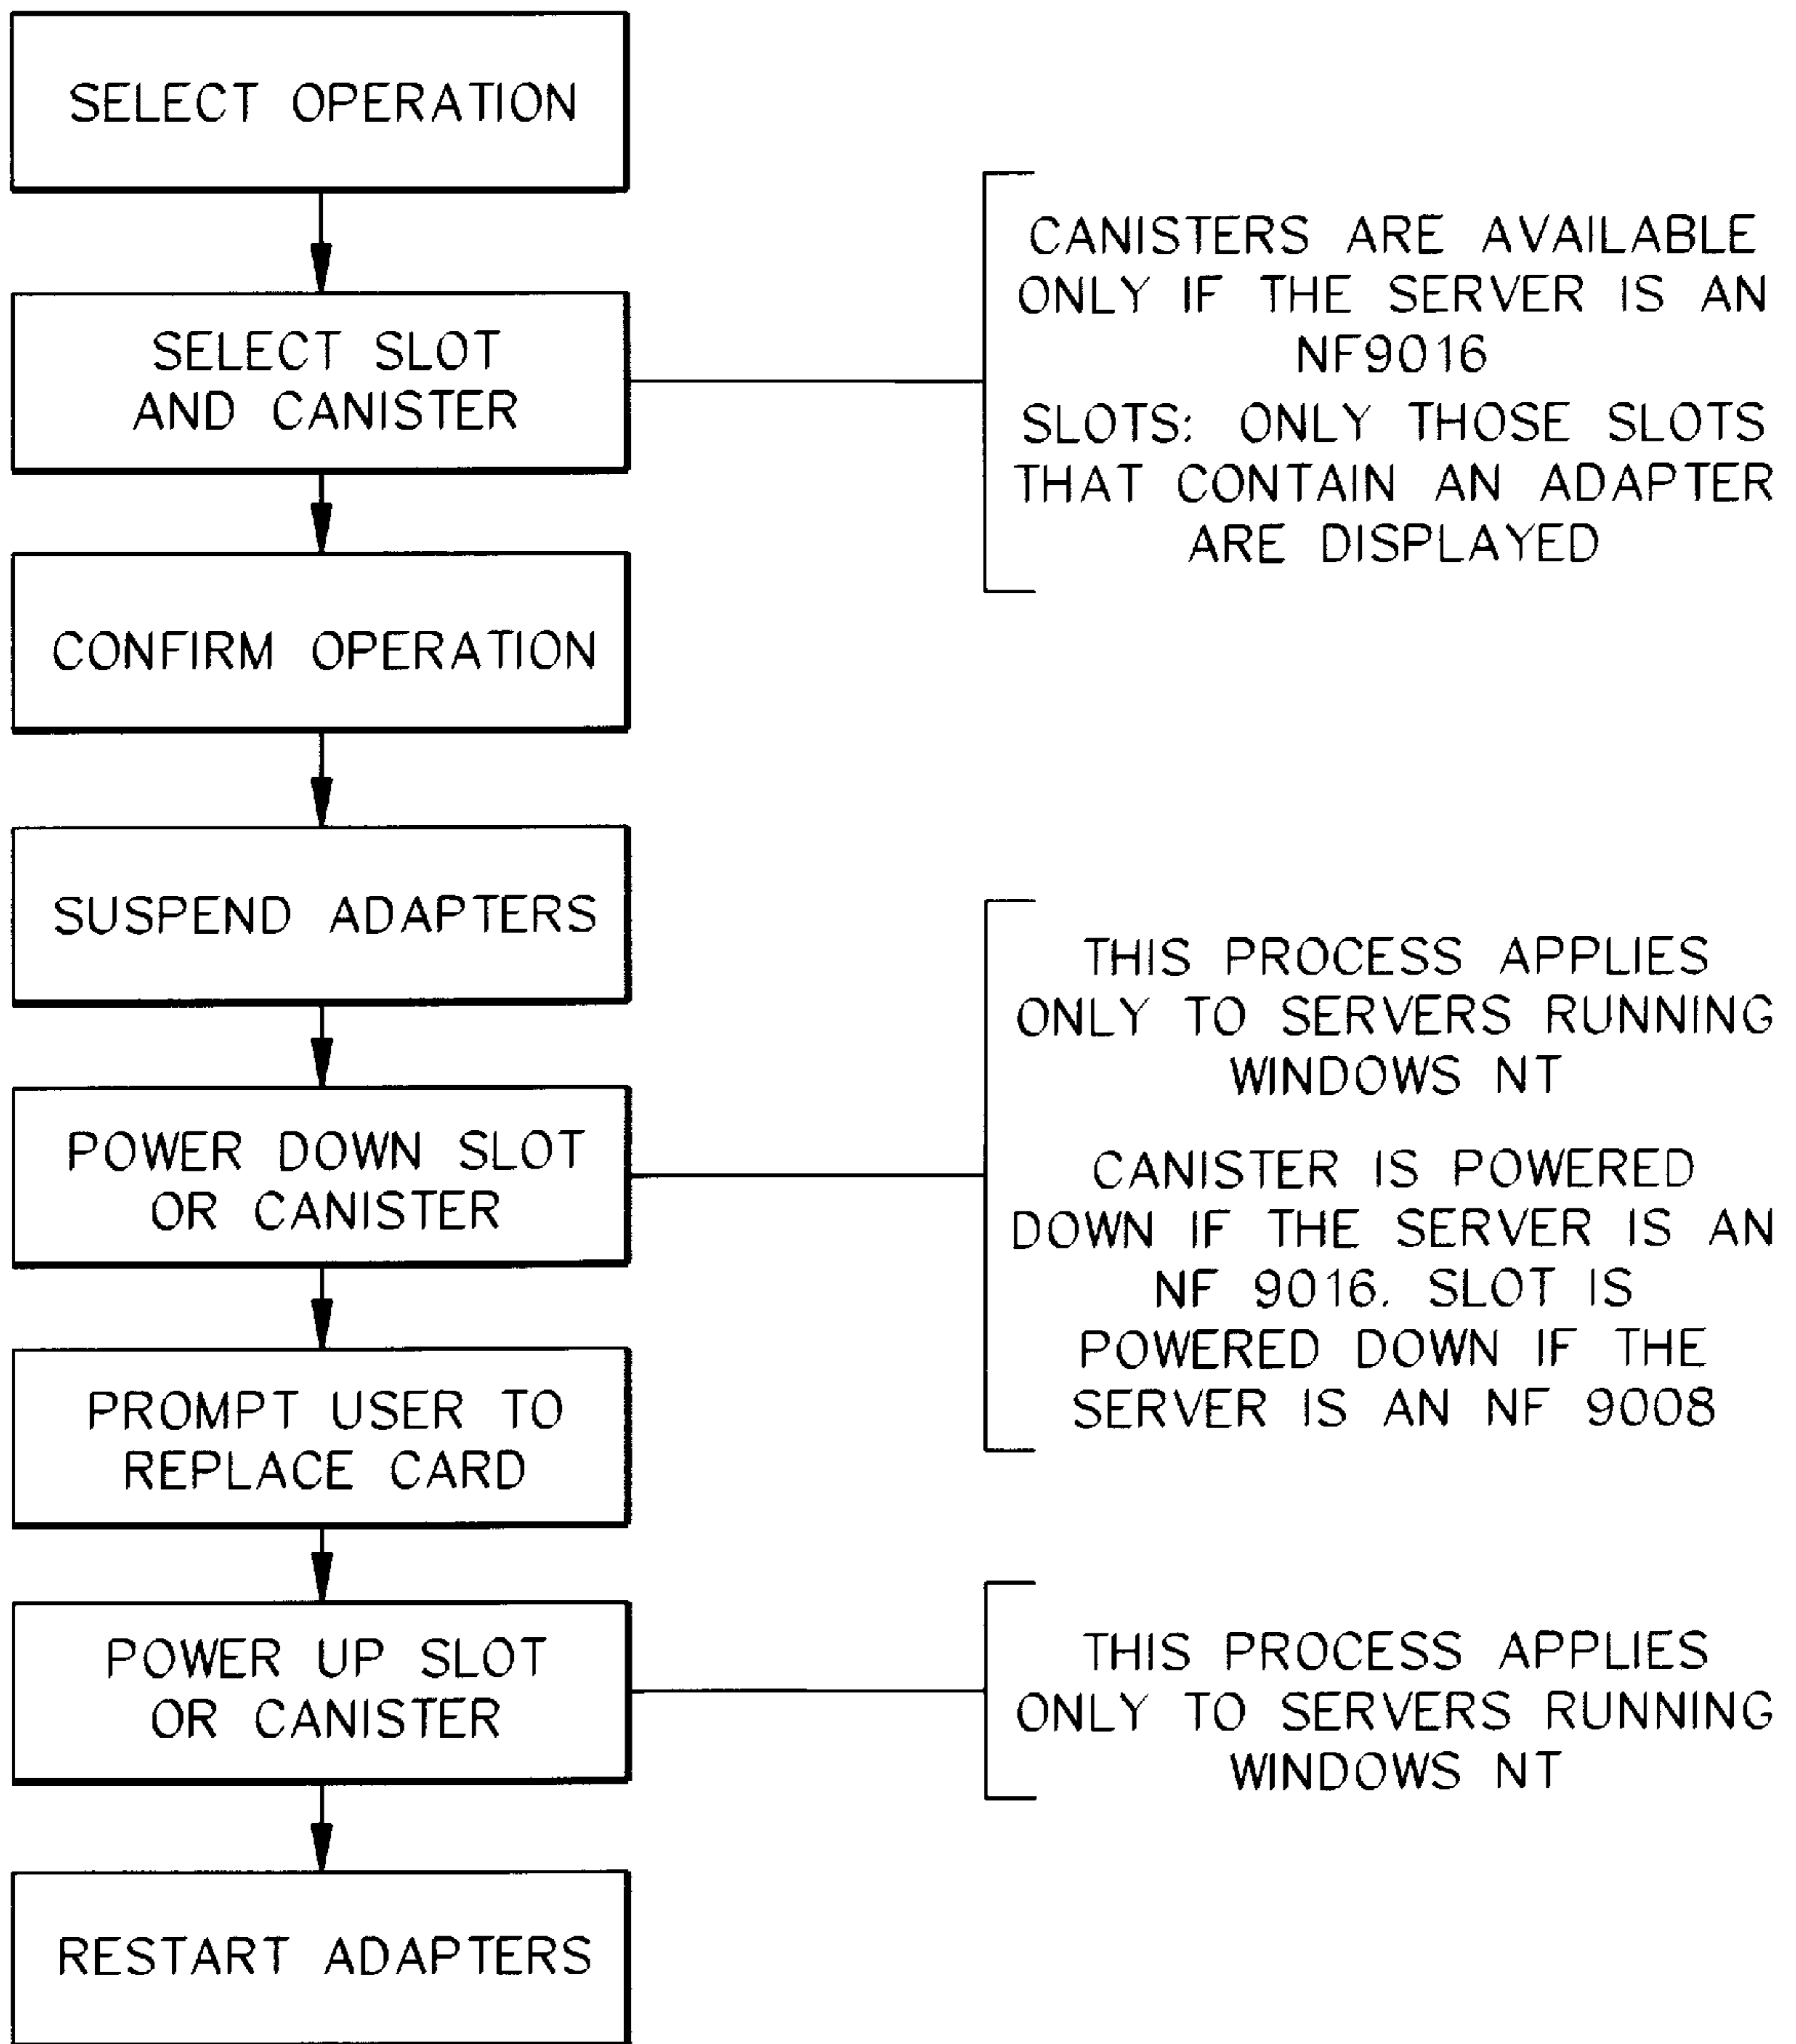 SELECT OPERATION
SELECT SLOT
AND CANISTER
CANISTERS ARE AVAILABLE
ONLY IF THE SERVER IS AN
NF9016
SLOTS: ONLY THOSE SLOTS
THAT CONTAIN AN ADAPTER
ARE DISPLAYED
CONFIRM OPERATION
SUSPEND ADAPTERS
POWER DOWN SLOT
OR CANISTER
THIS PROCESS APPLIES
ONLY TO SERVERS RUNNING
WINDOWS NT
CANISTER IS POWERED
DOWN IF THE SERVER IS AN
NF 9016. SLOT IS
POWERED DOWN IF THE
SERVER IS AN NF 9008
PROMPT USER TO
REPLACE CARD
POWER UP SLOT
OR CANISTER
THIS PROCESS APPLIES
ONLY TO SERVERS RUNNING
WINDOWS NT
RESTART ADAPTERS